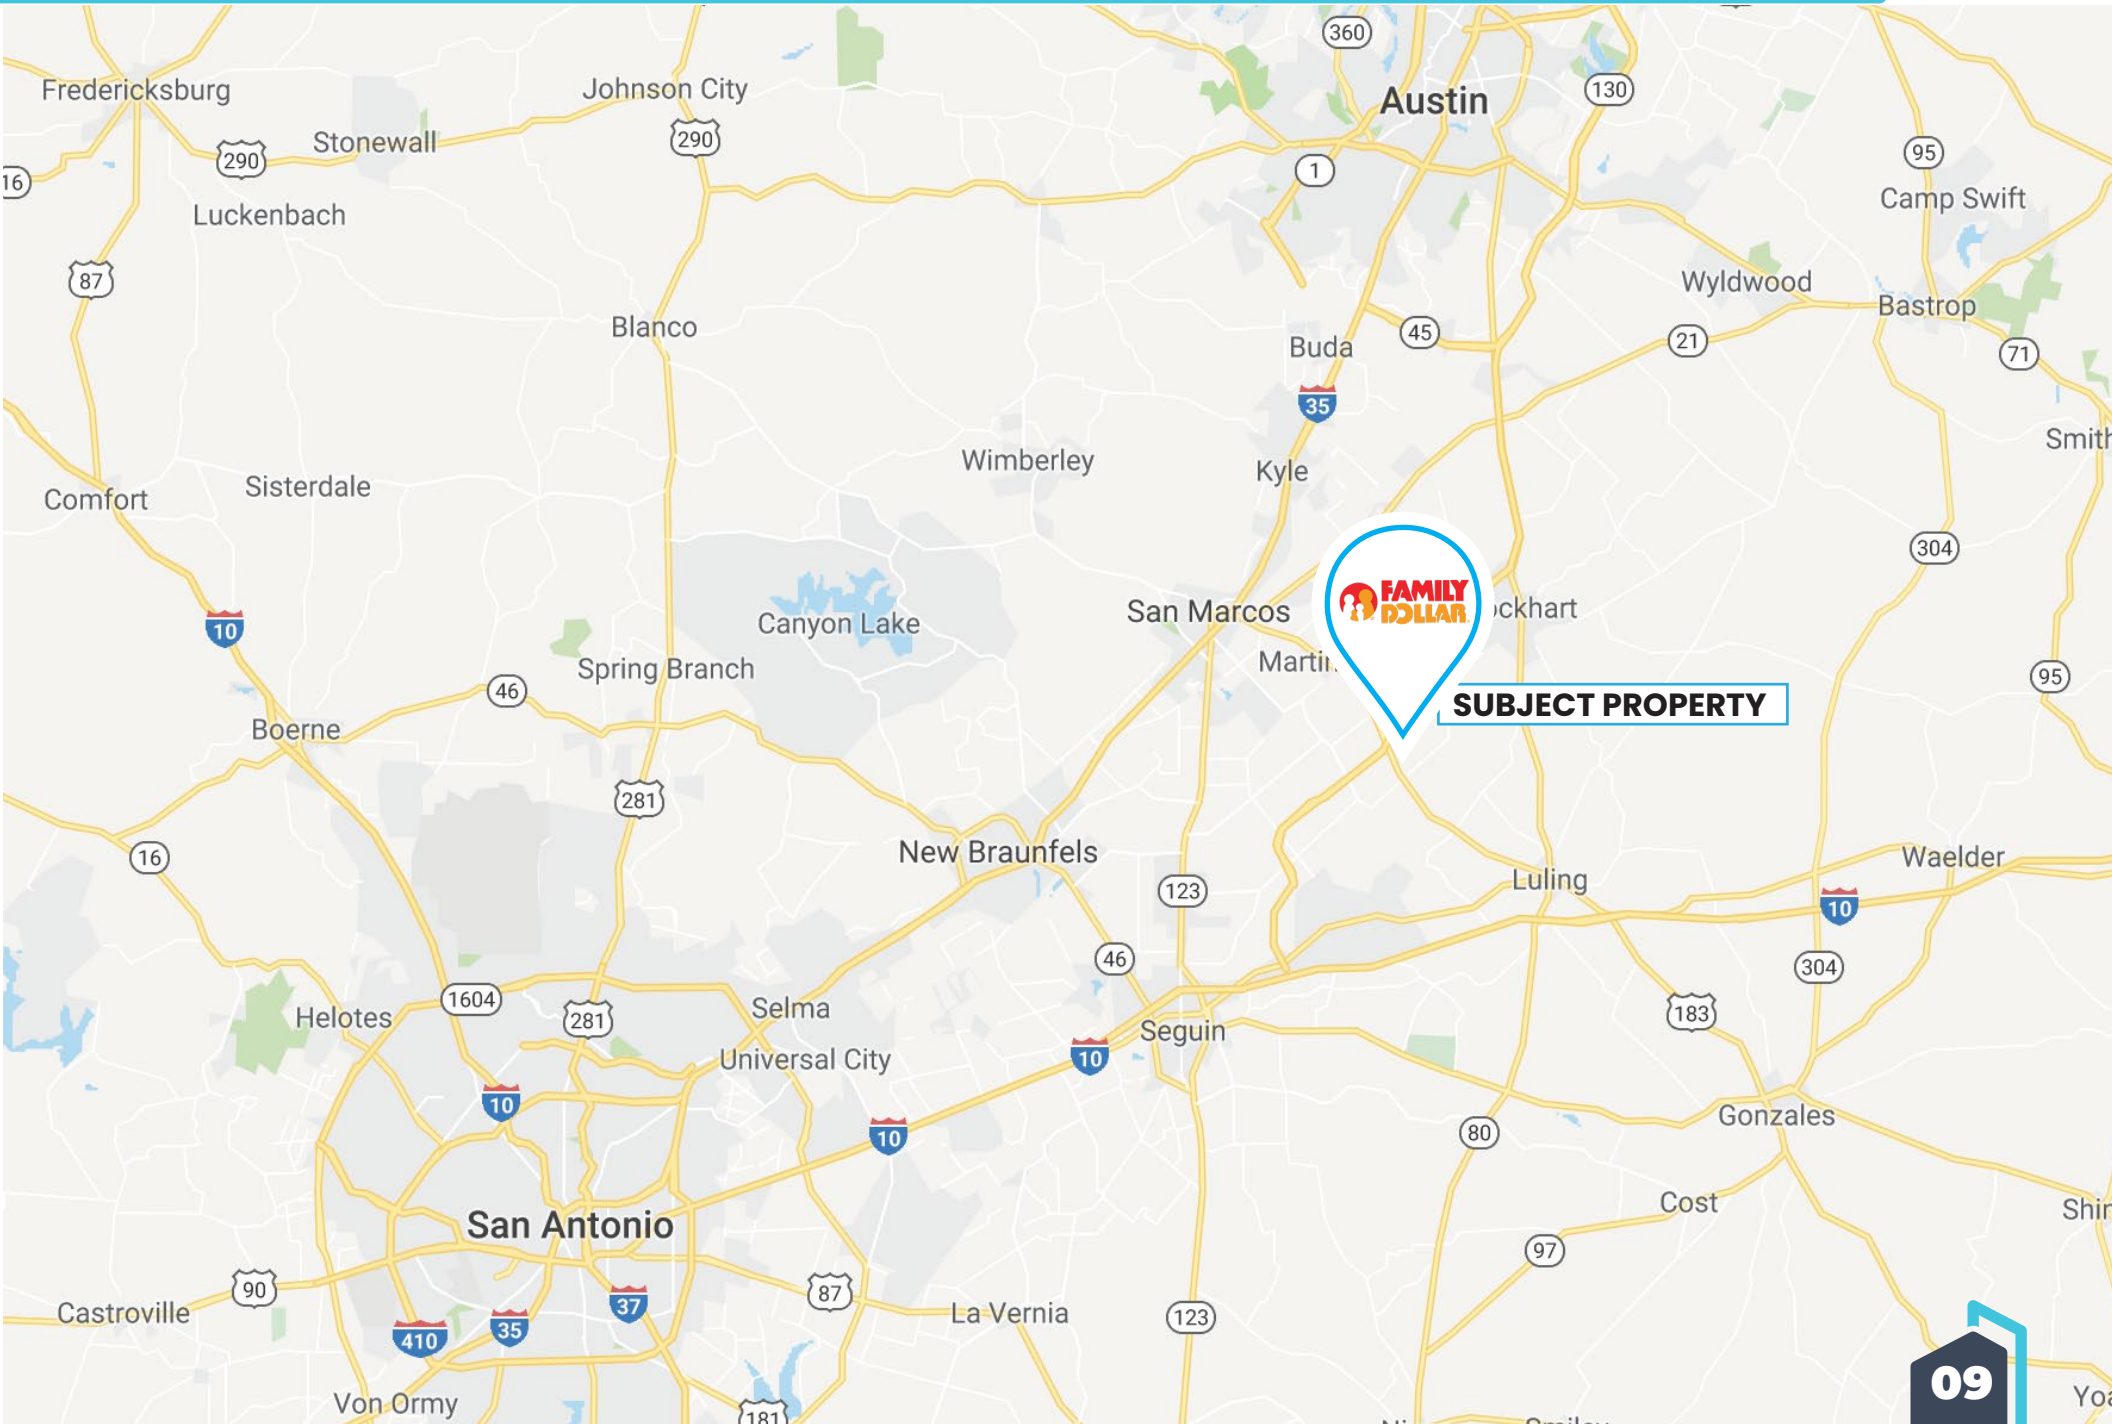 360
Fredericksburg
Johnson City
130
Austin
290
Stonewall
290
95
16
1
Camp Swift
Luckenbach
87
Wyldwood
Bastrop
Blanco
45
21
Buda
71
35
Smith
Wimberley
Kyle
Comfort
Sisterdale
304
FAMILY
DOLLAR
San Marcos
ockhart
Canyon Lake
10
Martin
Spring Branch
95
46
SUBJECT PROPERTY
Boerne
281
New Braunfels
16
Waelder
Luling
123
10
46
304
1604
Selma
183
Helotes
281
Seguin
Universal City
10
10
Gonzales
10
80
Cost
Shin
San Antonio
97
90
87
37
Castroville
La Vernia
123
35
410
09
Von Ormy
Yoa
181